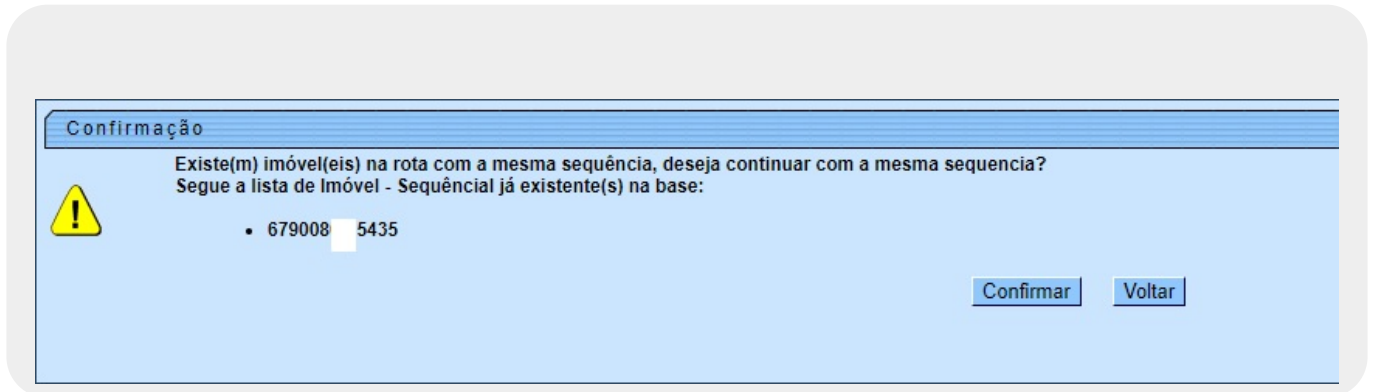 Confirmação
Existe(m) imóvel(eis) na rota com a mesma sequência, deseja continuar com a mesma sequencia?
Segue a lista de Imóvel - Sequêncial já existente(s) na base:
• 679008 5435
Confirmar Voltar